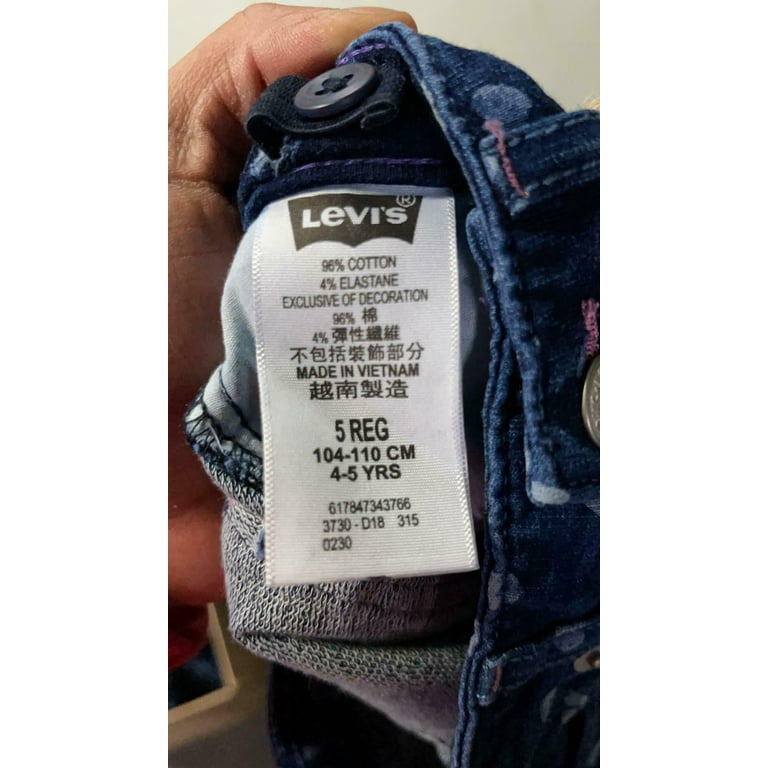 Levi's®
96% COTTON
4% ELASTANE
EXCLUSIVE OF DECORATION
96% 棉
4% 彈性纖維
不包括裝飾部分
MADE IN VIETNAM
越南製造
5 REG
104-110 CM
4-5 YRS
617847343766
3730 - D18 315
0230